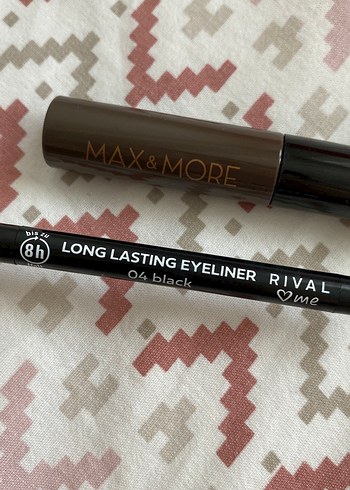 MAX & MORE
bis zu
8h
LONG LASTING EYELINER
04 black
RIVAL
me